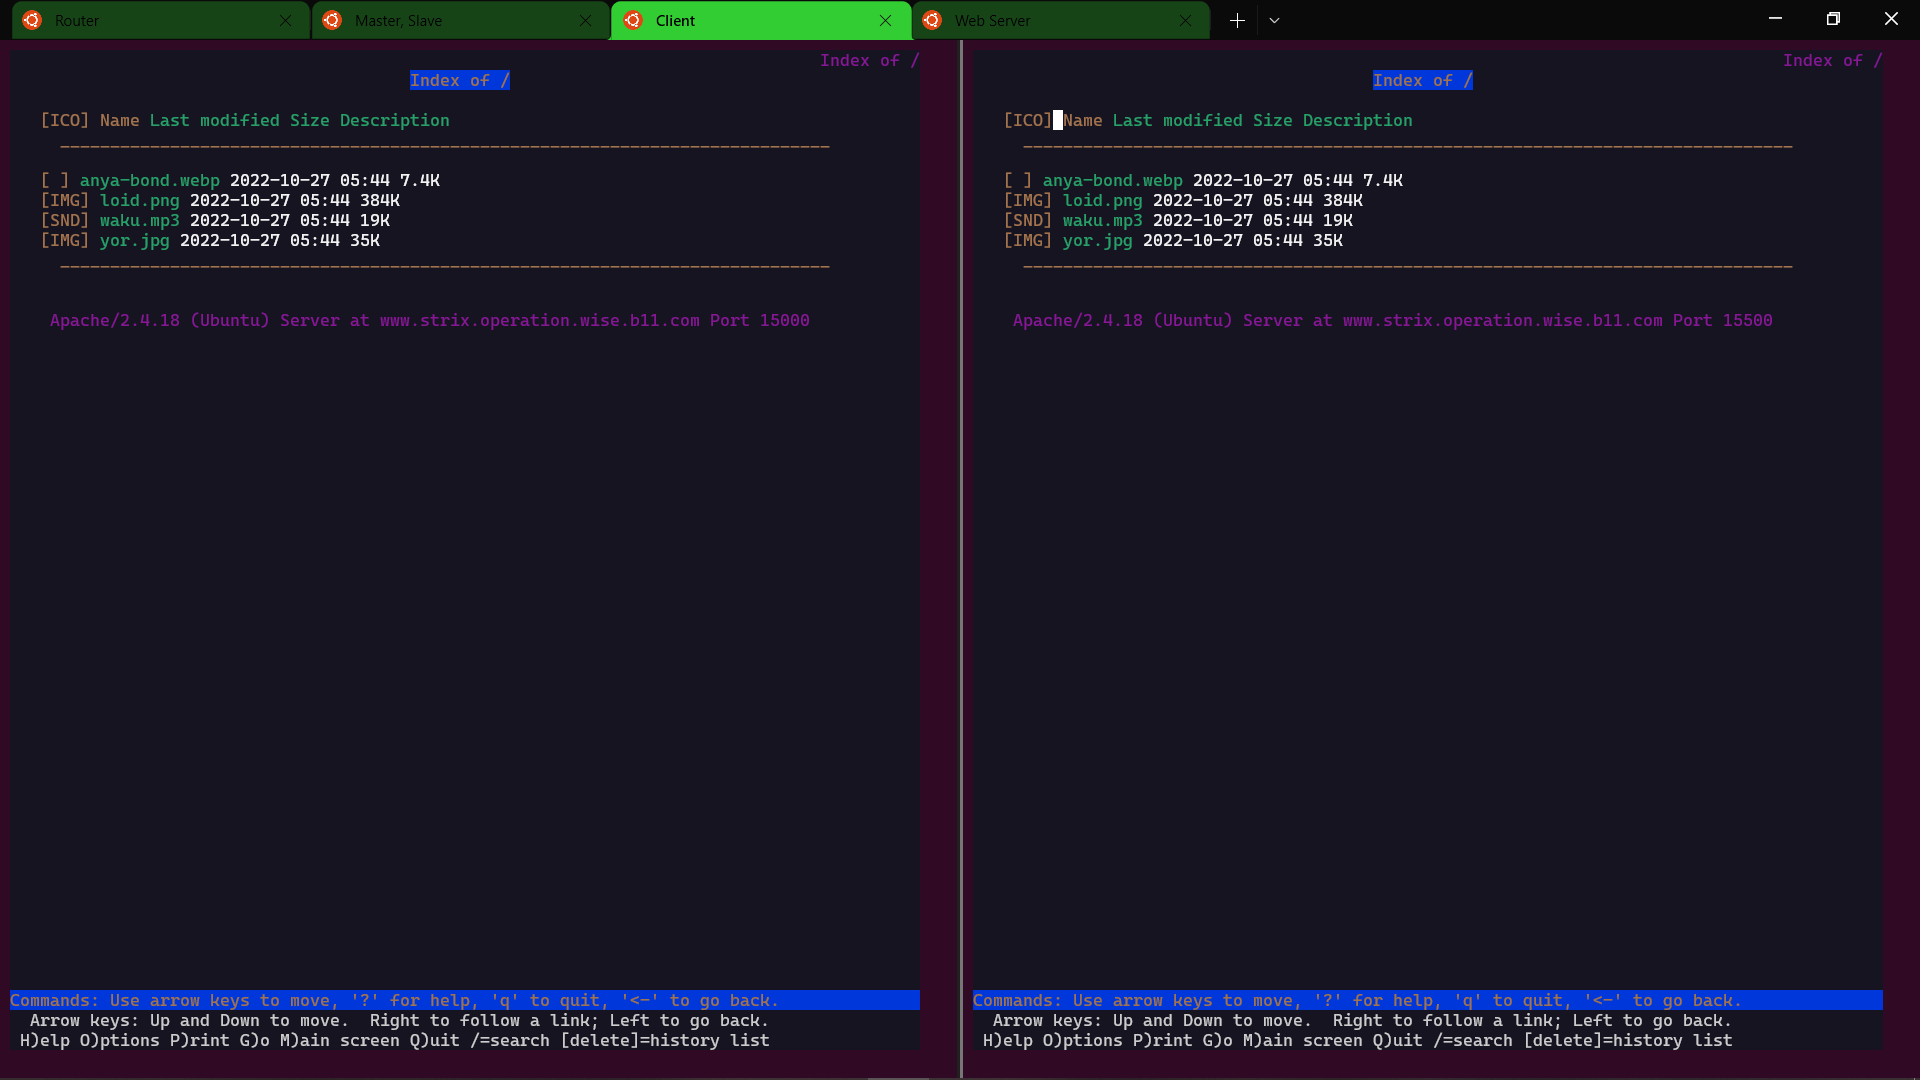 Router
Master, Slave
Client
Web Server
Index of /
Index of /
[ICO] Name Last modified Size Description
[ ] anya-bond.webp 2022-10-27 05:44 7.4K
[IMG] loid.png 2022-10-27 05:44 384K
[SND] waku.mp3 2022-10-27 05:44 19K
[IMG] yor.jpg 2022-10-27 05:44 35K
Apache/2.4.18 (Ubuntu) Server at www.strix.operation.wise.b11.com Port 15000
Commands: Use arrow keys to move, '?' for help, 'q' to quit, '<-' to go back.
Arrow keys: Up and Down to move. Right to follow a link; Left to go back.
H)elp O)ptions P)rint G)o M)ain screen Q)uit /=search [delete]=history list
Index of /
Index of /
[ICO] Name Last modified Size Description
[ ] anya-bond.webp 2022-10-27 05:44 7.4K
[IMG] loid.png 2022-10-27 05:44 384K
[SND] waku.mp3 2022-10-27 05:44 19K
[IMG] yor.jpg 2022-10-27 05:44 35K
Apache/2.4.18 (Ubuntu) Server at www.strix.operation.wise.b11.com Port 15500
Commands: Use arrow keys to move, '?' for help, 'q' to quit, '<-' to go back.
Arrow keys: Up and Down to move. Right to follow a link; Left to go back.
H)elp O)ptions P)rint G)o M)ain screen Q)uit /=search [delete]=history list